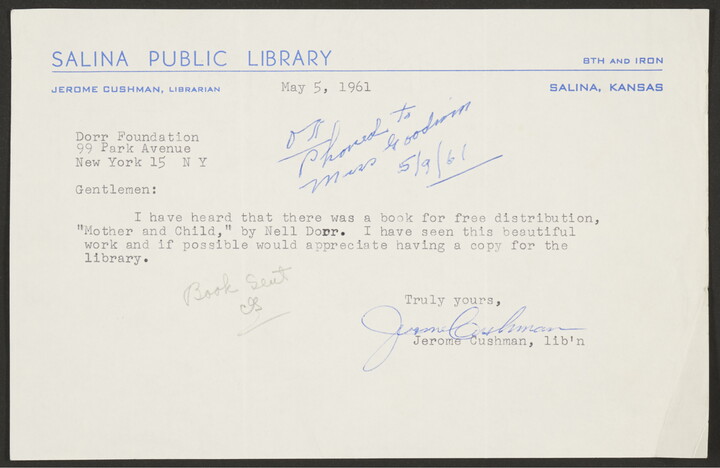 SALINA PUBLIC LIBRARY
8TH AND IRON
JEROME CUSHMAN, LIBRARIAN
May 5, 1961
SALINA, KANSAS
Dorr Foundation
99 Park Avenue
New York 15 N Y
Phoned to
Miss Goodwin
5/9/61
Gentlemen:
I have heard that there was a book for free distribution,
"Mother and Child," by Nell Dorr. I have seen this beautiful
work and if possible would appreciate having a copy for the
library.
Book Sent
Truly yours,
Jerome Cushman
Jerome Cushman, lib'n